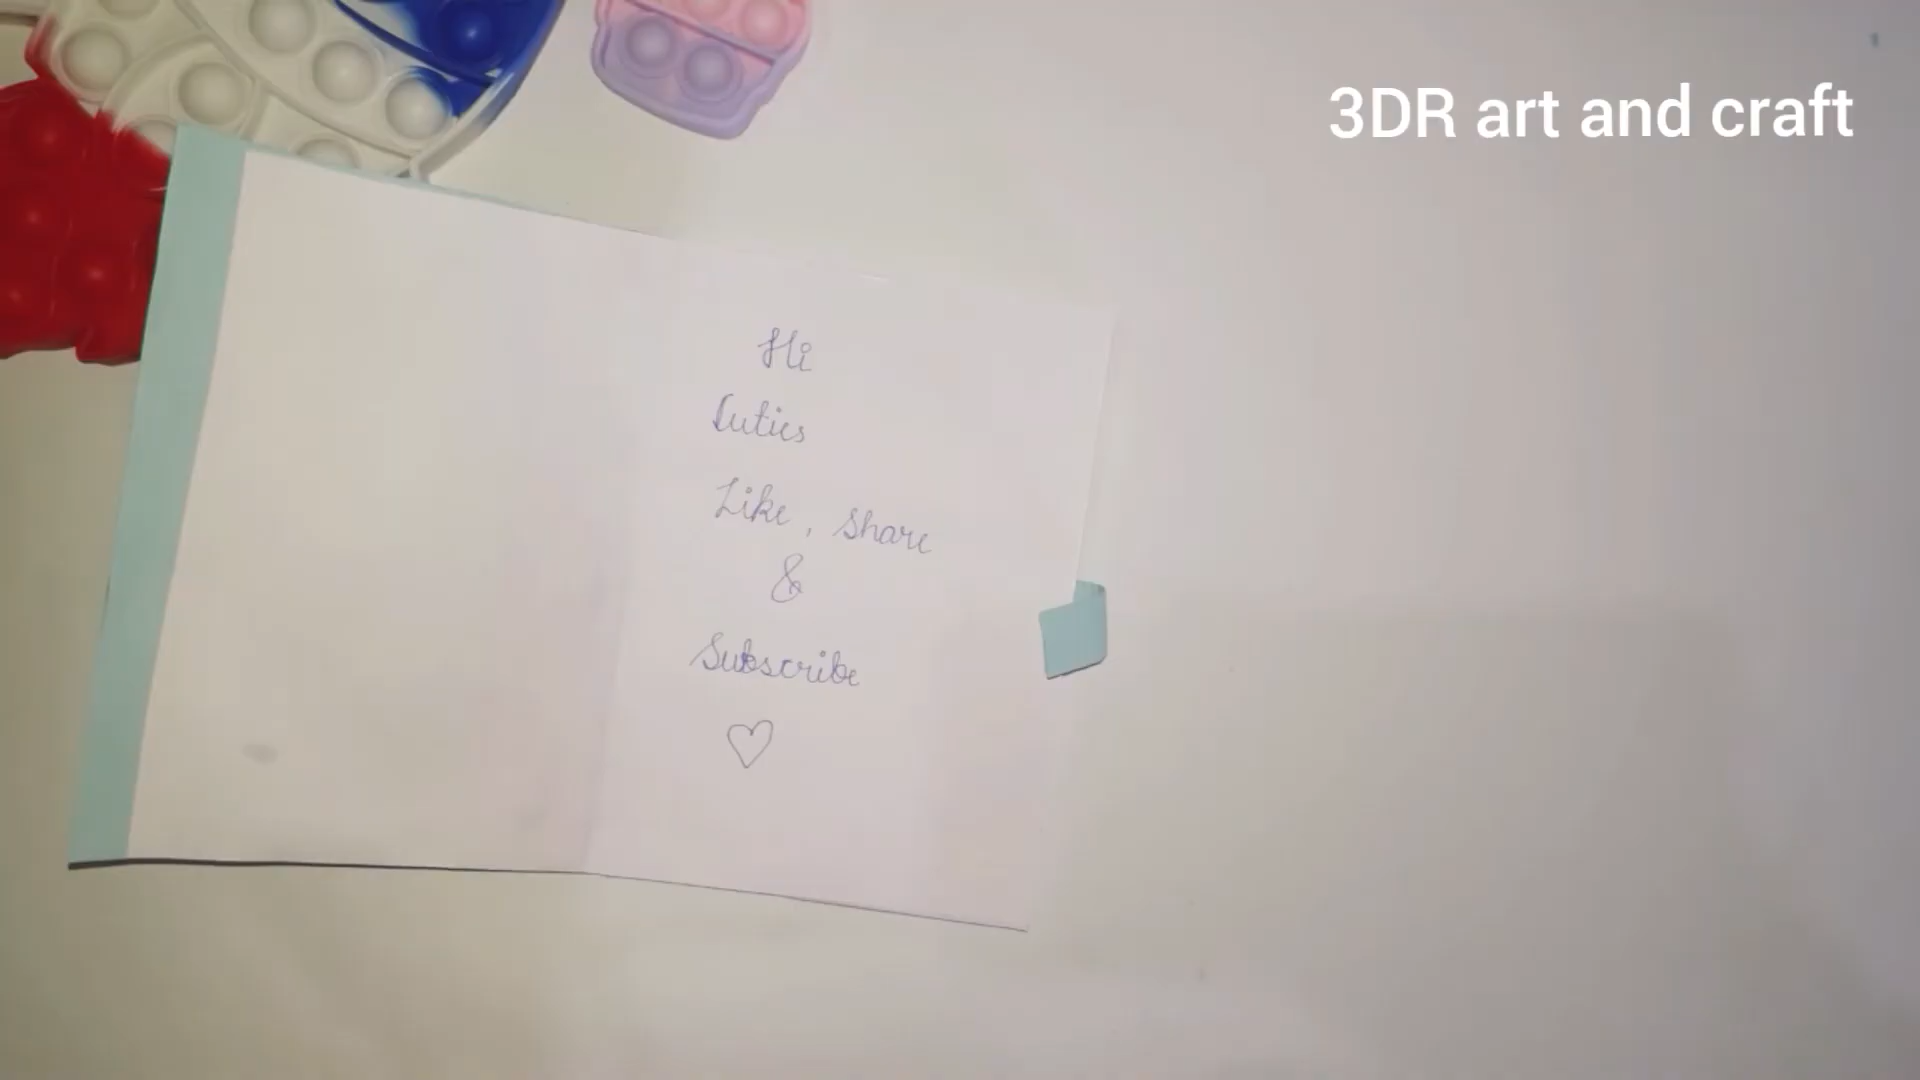 3DR art and craft
Hi
Cuties
Like, Share
&
Subscribe